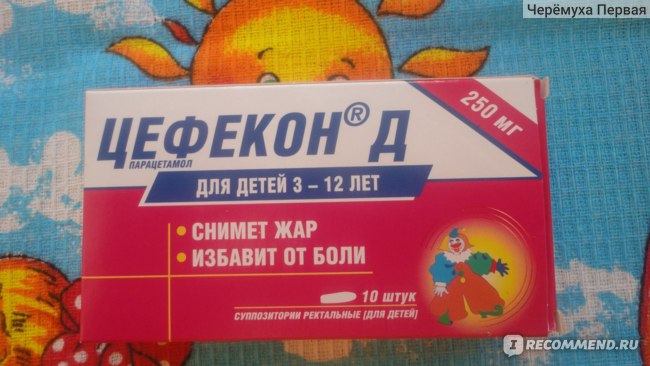 Черёмуха Первая
250 МГ
ЦЕФЕКОН® Д
ПАРАЦЕТАМОЛ
ДЛЯ ДЕТЕЙ 3 – 12 ЛЕТ
• СНИМЕТ ЖАР
• ИЗБАВИТ ОТ БОЛИ
10 штук
СУППОЗИТОРИИ РЕКТАЛЬНЫЕ (ДЛЯ ДЕТЕЙ)
IRECOMMEND.RU